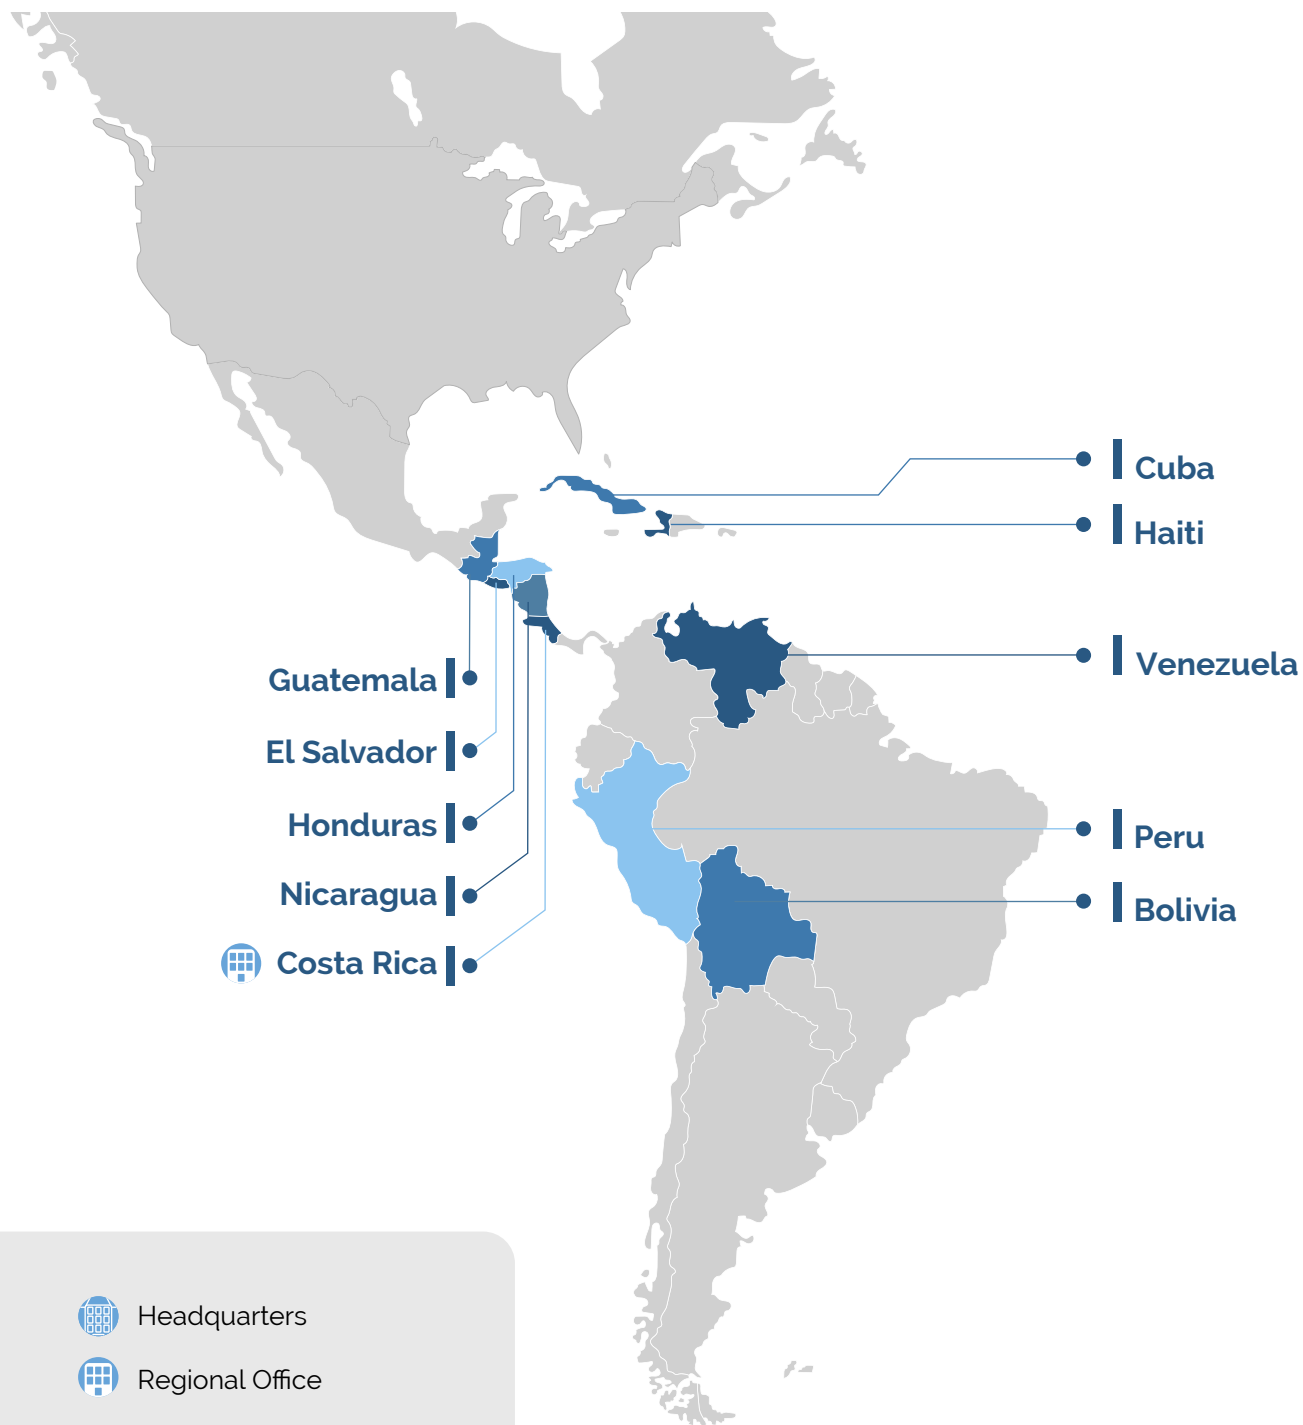 Cuba
Haiti
Venezuela
Guatemala
El Salvador
Honduras
Peru
Nicaragua
Bolivia
Costa Rica
Headquarters
Regional Office